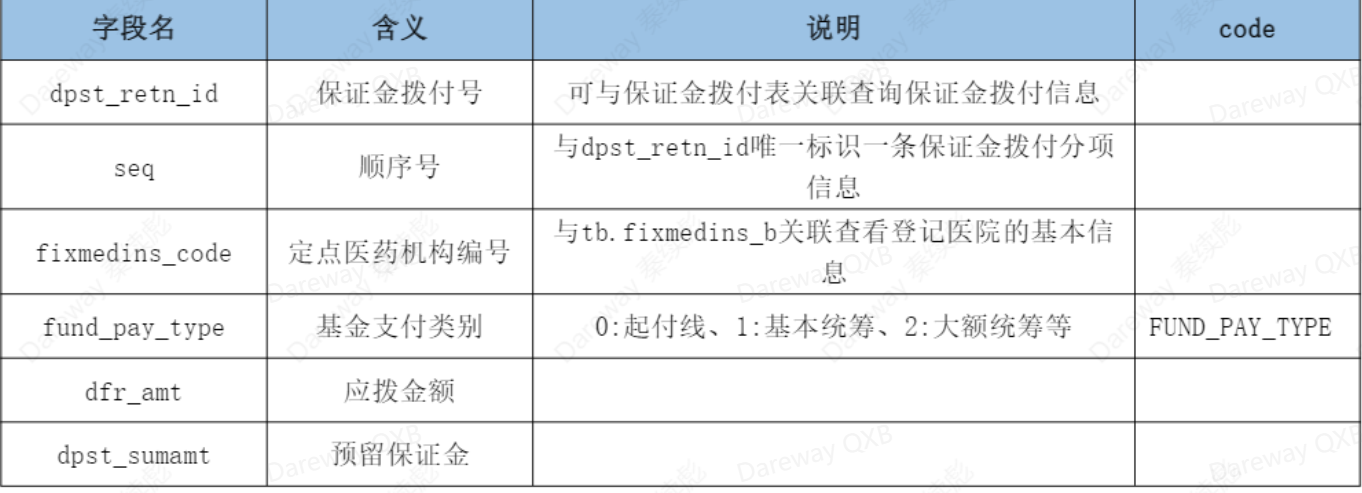 字段名 含义 说明 code
dpst_retn_id 保证金拨付号 可与保证金拨付表关联查询保证金拨付信息
seq 顺序号 与dpst_retn_id唯一标识一条保证金拨付分项
信息
fixmedins_code 定点医药机构编号 与tb.fixmedins_b关联查看登记医院的基本信
息
fund_pay_type 基金支付类别 0:起付线、1:基本统筹、2:大额统筹等 FUND_PAY_TYPE
dfr_amt 应拨金额
dpst_sumamt 预留保证金
Dareway QXB